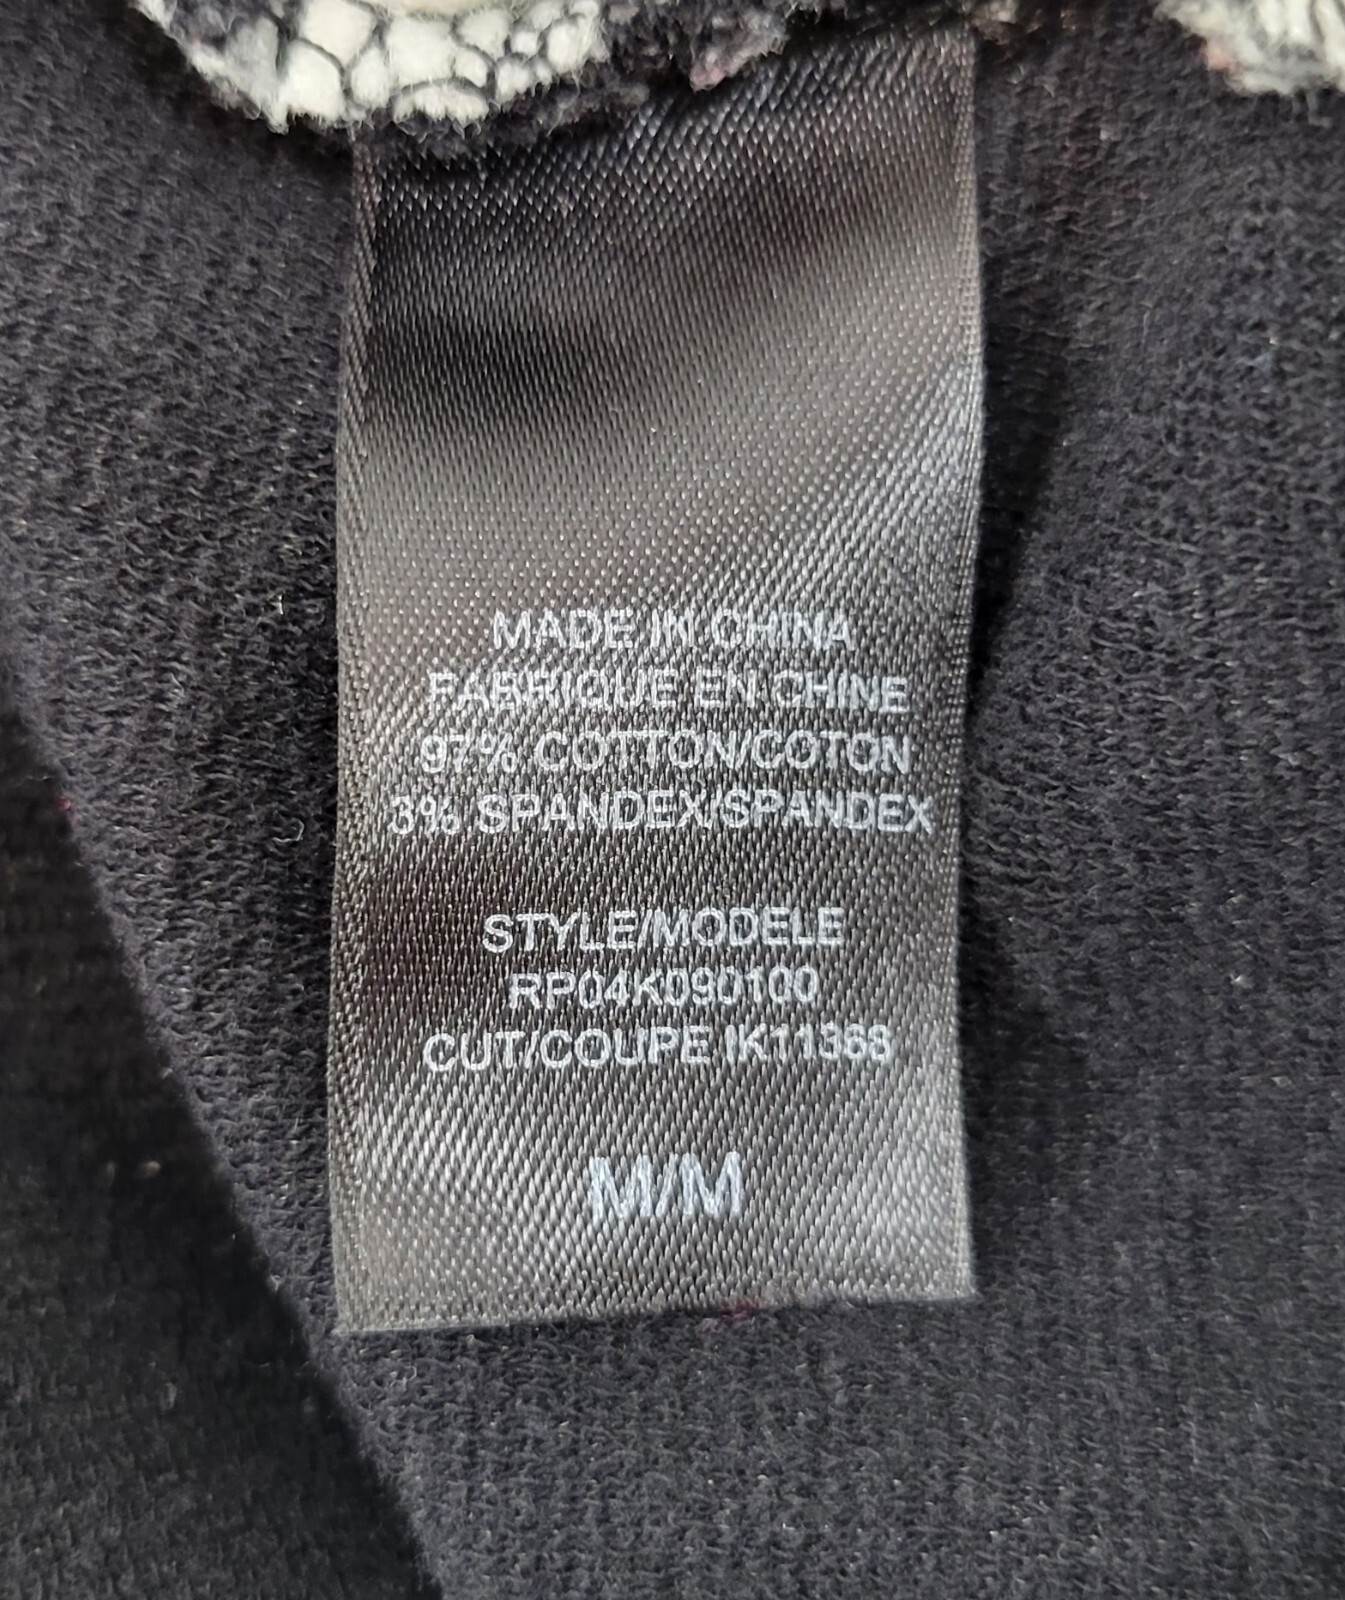 MADE IN CHINA
FABRIQUE EN CHINE
97% COTTON/COTON
3% SPANDEX/SPANDEX
STYLE/MODELE
RP04K090100
CUT/COUPE IK11368
M/M